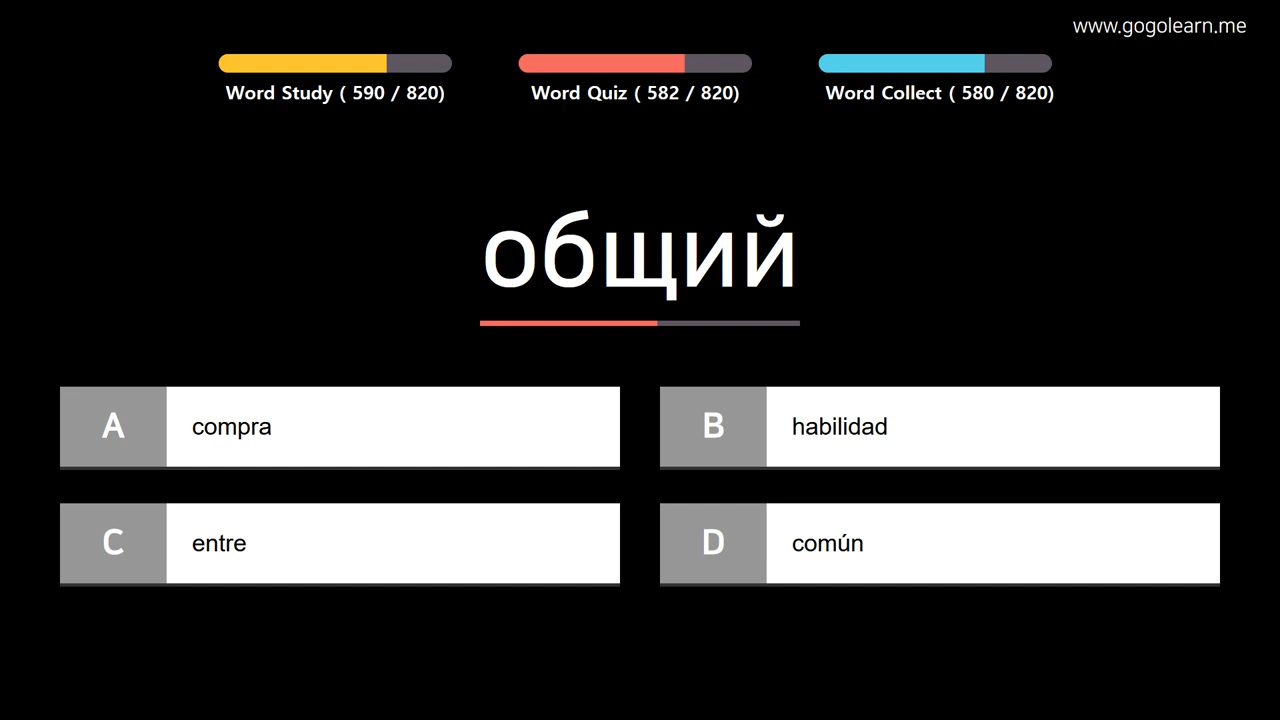 www.gogolearn.me
Word Study ( 590 / 820)
Word Quiz ( 582 / 820)
Word Collect ( 580 / 820)
общий
A compra
B habilidad
C entre
D común